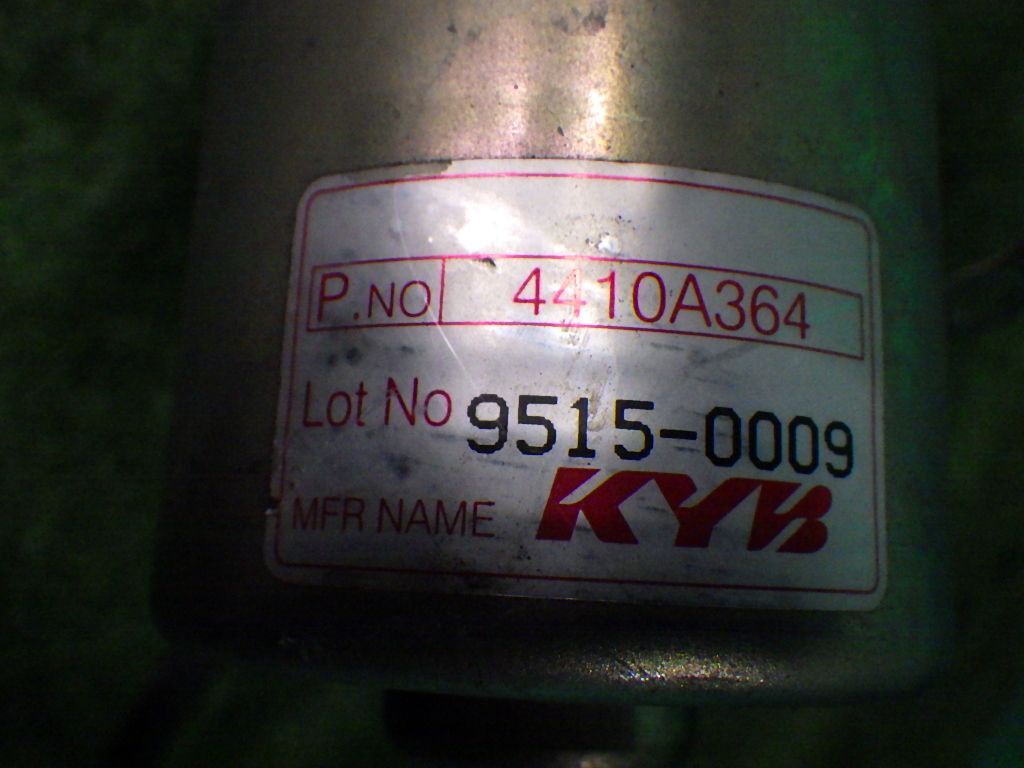 P.NO 4410A364
Lot No 9515-0009
MFR NAME KYB